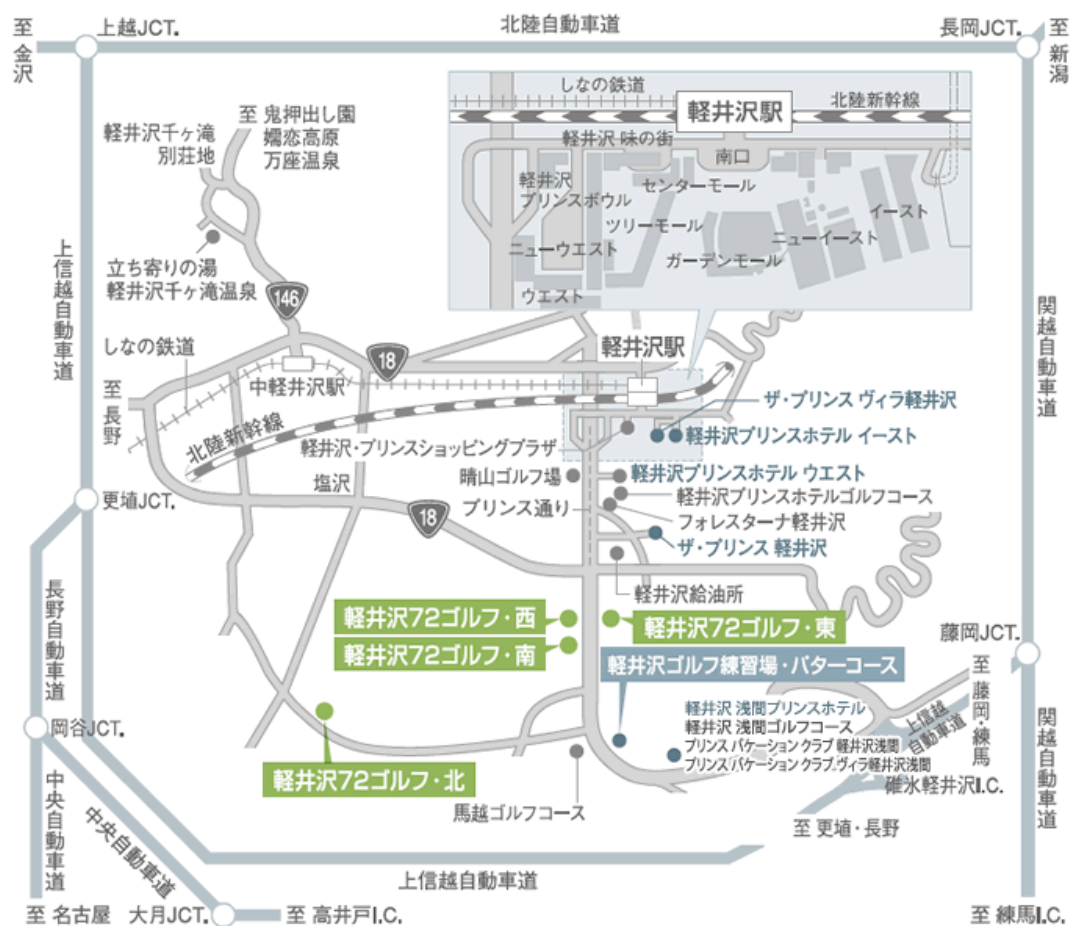 至
金
沢
上越JCT.
北陸自動車道
長岡JCT.
至
新
潟
しなの鉄道
軽井沢駅
北陸新幹線
軽井沢 味の街
南口
軽井沢
プリンスボウル
センターモール
ツリーモール
イースト
ニューイースト
ニューウエスト
ガーデンモール
ウエスト
至 鬼押出し園
嬬恋高原
万座温泉
軽井沢千ヶ滝
別荘地
立ち寄りの湯
軽井沢千ヶ滝温泉
上信越自動車道
関越自動車道
146
18
しなの鉄道
中軽井沢駅
軽井沢駅
至
長
野
北陸新幹線
ザ・プリンス ヴィラ軽井沢
軽井沢プリンスホテル イースト
軽井沢・プリンスショッピングプラザ
晴山ゴルフ場
軽井沢プリンスホテル ウエスト
塩沢
軽井沢プリンスホテルゴルフコース
プリンス通り
フォレスターナ軽井沢
更埴JCT.
18
ザ・プリンス 軽井沢
軽井沢給油所
長野自動車道
軽井沢72ゴルフ・西
軽井沢72ゴルフ・東
軽井沢72ゴルフ・南
藤岡JCT.
軽井沢ゴルフ練習場・パターコース
至
藤
岡
・
練
馬
軽井沢 浅間プリンスホテル
軽井沢 浅間ゴルフコース
プリンス バケーション クラブ 軽井沢浅間
プリンス バケーション クラブ ヴィラ軽井沢浅間
上信越
自動車道
関越自動車道
岡谷JCT.
軽井沢72ゴルフ・北
碓氷軽井沢I.C.
馬越ゴルフコース
至 更埴・長野
中央自動車道
中央自動車道
上信越自動車道
至 名古屋
大月JCT.
至 高井戸I.C.
至 練馬I.C.